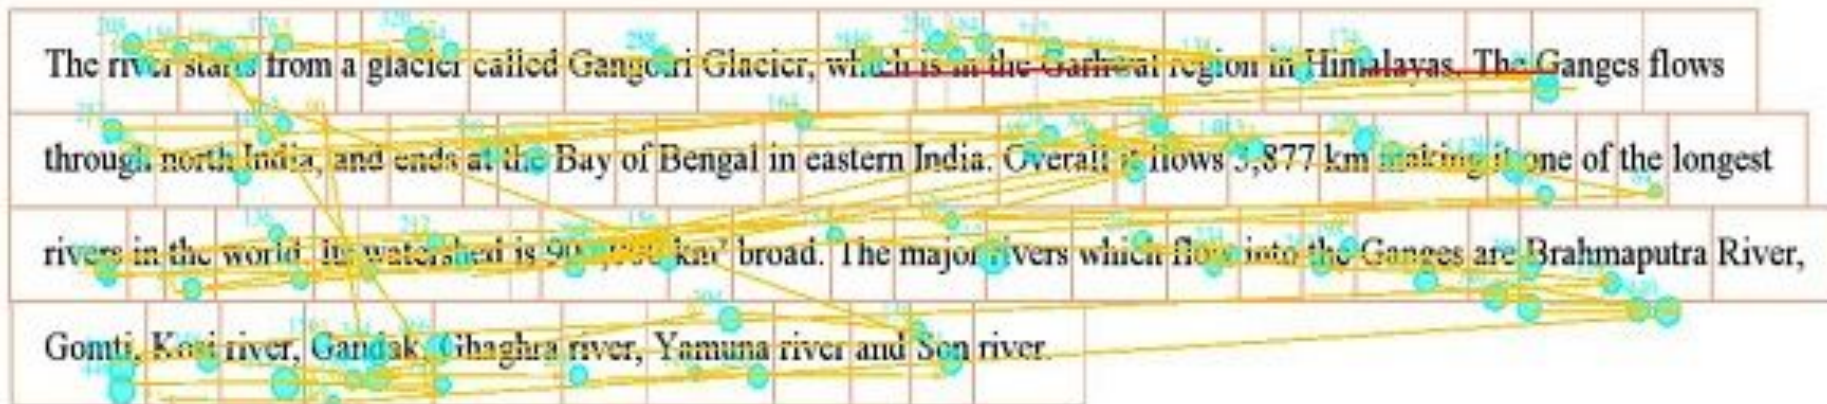 The river starts from a glacier called Gangotri Glacier, which is in the Garhwal region in Himalayas. The Ganges flows
through north India, and ends at the Bay of Bengal in eastern India. Overall it flows 3,877 km making it one of the longest
rivers in the world. Its watershed is km² broad. The major rivers which flow into the Ganges are Brahmaputra River,
Gomti, Kosi river, Gandak, Ghaghra river, Yamuna river and Son river.